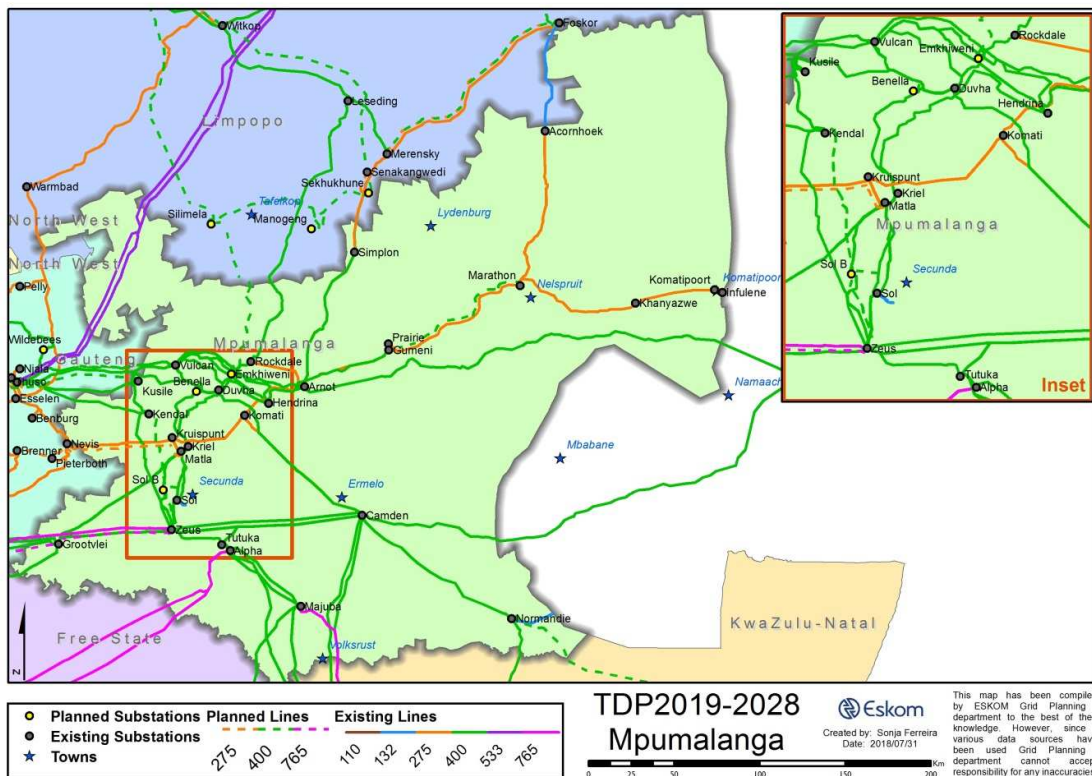 Witkop
Foskor
Leseding
Limpopo
Acornhoek
Merensky
Senakangwedi
Sekhukhune
Warmbad
Silimela
Tafelkop
Manogeng
Lydenburg
North West
North West
Simplon
Pelly
Marathon
Nelspruit
Komatipoort
Komatipoort
Infulene
Khanyazwe
Wildebees
Gauteng
Mpumalanga
Prairie
Gumeni
Njala
Vulcan
Rockdale
Emkhiweni
Benella
Duvha
Arnot
Kusile
Hendrina
Esselen
Benburg
Kendal
Komati
Namaach
Kruispunt
Kriel
Matla
Brenner
Nevis
Pieterboth
Mbabane
Sol B
Secunda
Sol
Ermelo
Camden
Zeus
Grootvlei
Tutuka
Alpha
Majuba
Normandie
Free State
Volksrust
KwaZulu-Natal
N
Vulcan
Rockdale
Emkhiweni
Kusile
Benella
Duvha
Hendrina
Kendal
Komati
Kruispunt
Kriel
Matla
Mpumalanga
Sol B
Secunda
Sol
Zeus
Tutuka
Alpha
Inset
Planned Substations
Existing Substations
Towns
Planned Lines
275
400
765
Existing Lines
110
132
275
400
533
765
TDP2019-2028
Mpumalanga
Eskom
Created by: Sonja Ferreira
Date: 2018/07/31
0 25 50 100 150 200
Km
This map has been compile
by ESKOM Grid Planning
department to the best of the
knowledge. However, since
various data sources hav
been used Grid Planning
department cannot acce
responsibility for any inaccurac